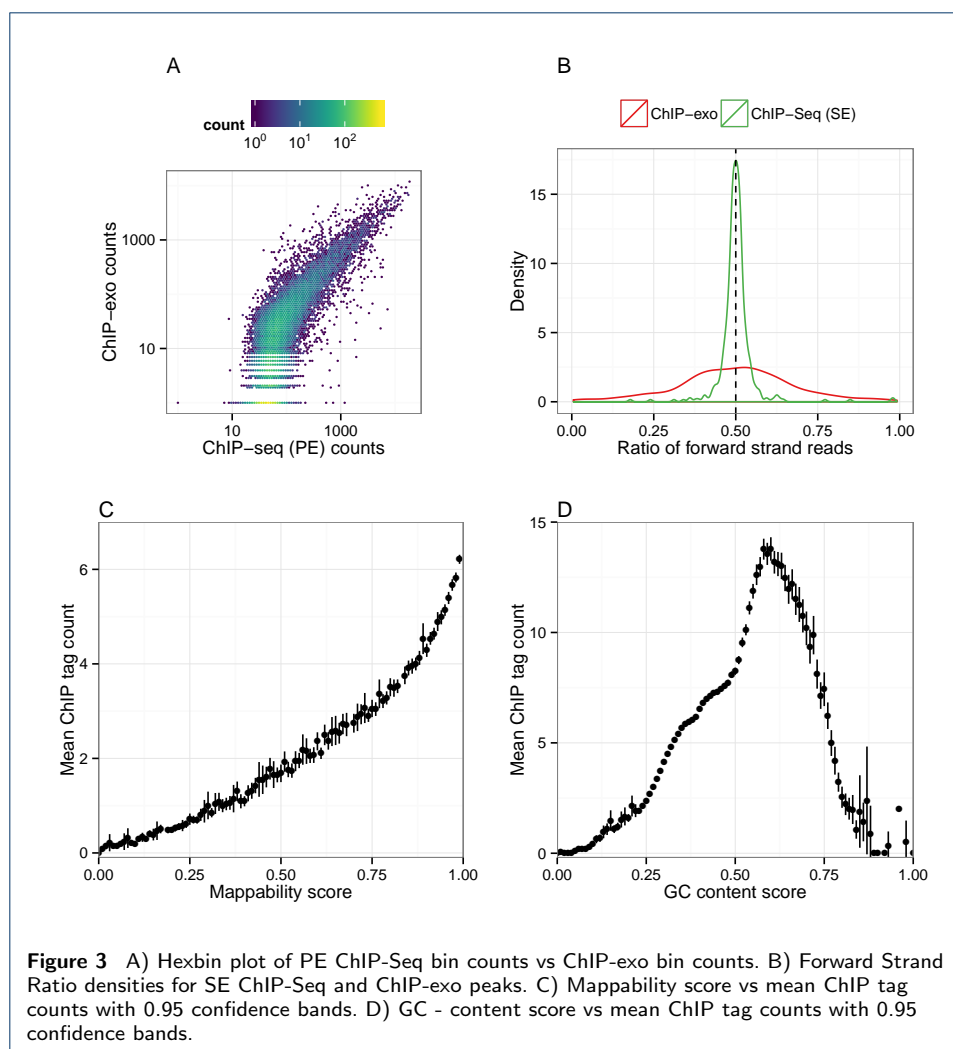 A
count
10⁰ 10¹ 10²
ChIP−exo counts
1000
10
10 1000
ChIP−seq (PE) counts
B
ChIP−exo ChIP−Seq (SE)
Density
15
10
5
0
0.00 0.25 0.50 0.75 1.00
Ratio of forward strand reads
C
Mean ChIP tag count
6
4
2
0
0.00 0.25 0.50 0.75 1.00
Mappability score
D
Mean ChIP tag count
15
10
5
0
0.00 0.25 0.50 0.75 1.00
GC content score
Figure 3 A) Hexbin plot of PE ChIP-Seq bin counts vs ChIP-exo bin counts. B) Forward Strand
Ratio densities for SE ChIP-Seq and ChIP-exo peaks. C) Mappability score vs mean ChIP tag
counts with 0.95 confidence bands. D) GC - content score vs mean ChIP tag counts with 0.95
confidence bands.